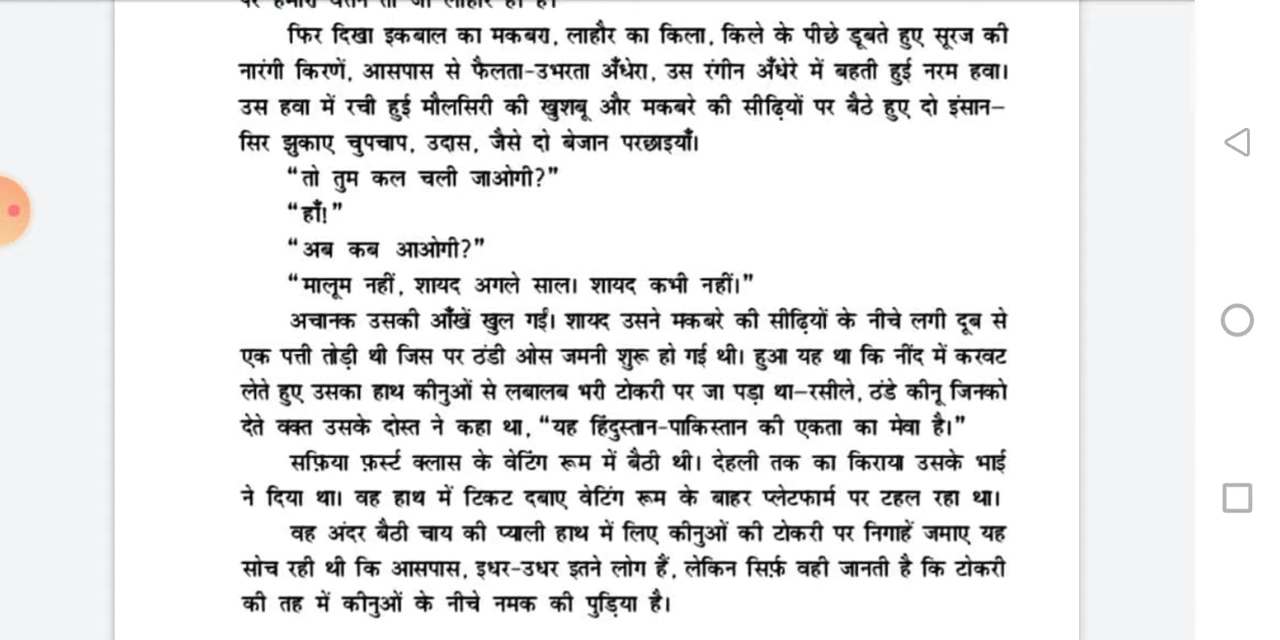 फिर दिखा इकबाल का मकबरा, लाहौर का किला, किले के पीछे डूबते हुए सूरज की
नारंगी किरणें, आसपास से फैलता-उभरता अँधेरा, उस रंगीन अँधेरे में बहती हुई नरम हवा।
उस हवा में रची हुई मौलसिरी की खुशबू और मकबरे की सीढ़ियों पर बैठे हुए दो इंसान–
सिर झुकाए चुपचाप, उदास, जैसे दो बेजान परछाइयाँ।
“तो तुम कल चली जाओगी?”
“हाँ!”
“अब कब आओगी?”
“मालूम नहीं, शायद अगले साल। शायद कभी नहीं।”
अचानक उसकी आँखें खुल गईं। शायद उसने मकबरे की सीढ़ियों के नीचे लगी दूब से
एक पत्ती तोड़ी थी जिस पर ठंडी ओस जमनी शुरू हो गई थी। हुआ यह था कि नींद में करवट
लेते हुए उसका हाथ कीनुओं से लबालब भरी टोकरी पर जा पड़ा था–रसीले, ठंडे कीनू जिनको
देते वक्त उसके दोस्त ने कहा था, “यह हिंदुस्तान-पाकिस्तान की एकता का मेवा है।”
सफ़िया फ़र्स्ट क्लास के वेटिंग रूम में बैठी थी। देहली तक का किराया उसके भाई
ने दिया था। वह हाथ में टिकट दबाए वेटिंग रूम के बाहर प्लेटफार्म पर टहल रहा था।
वह अंदर बैठी चाय की प्याली हाथ में लिए कीनुओं की टोकरी पर निगाहें जमाए यह
सोच रही थी कि आसपास, इधर-उधर इतने लोग हैं, लेकिन सिर्फ़ वही जानती है कि टोकरी
की तह में कीनुओं के नीचे नमक की पुड़िया है।